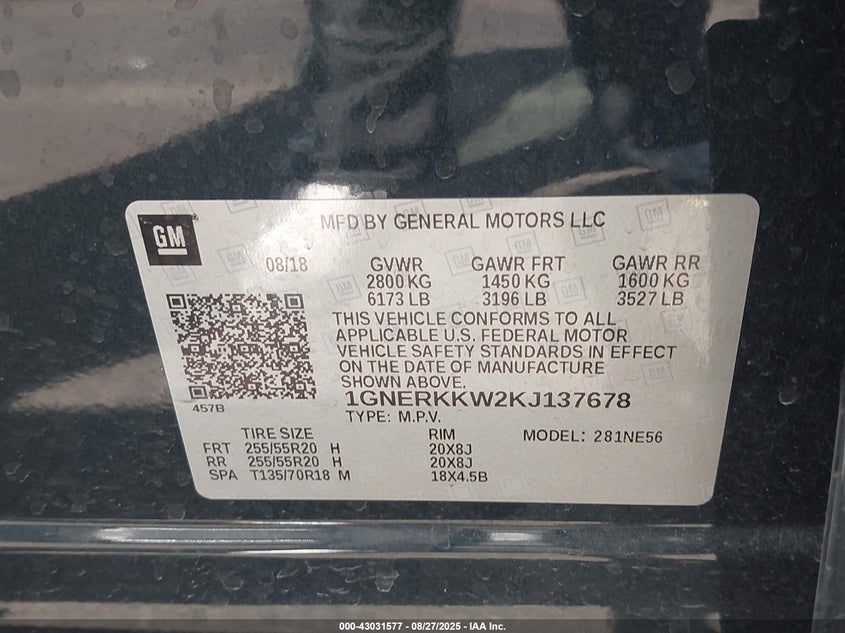 GM
MFD BY GENERAL MOTORS LLC
08/18 GVWR GAWR FRT GAWR RR
2800 KG 1450 KG 1600 KG
6173 LB 3196 LB 3527 LB
THIS VEHICLE CONFORMS TO ALL
APPLICABLE U.S. FEDERAL MOTOR
VEHICLE SAFETY STANDARDS IN EFFECT
ON THE DATE OF MANUFACTURE
SHOWN ABOVE.
457B
1GNERKKW2KJ137678
TYPE: M.P.V.
TIRE SIZE RIM MODEL: 281NE56
FRT 255/55R20 H 20X8J
RR 255/55R20 H 20X8J
SPA T135/70R18 M 18X4.5B
000-43031577 - 08/27/2025 - IAA Inc.